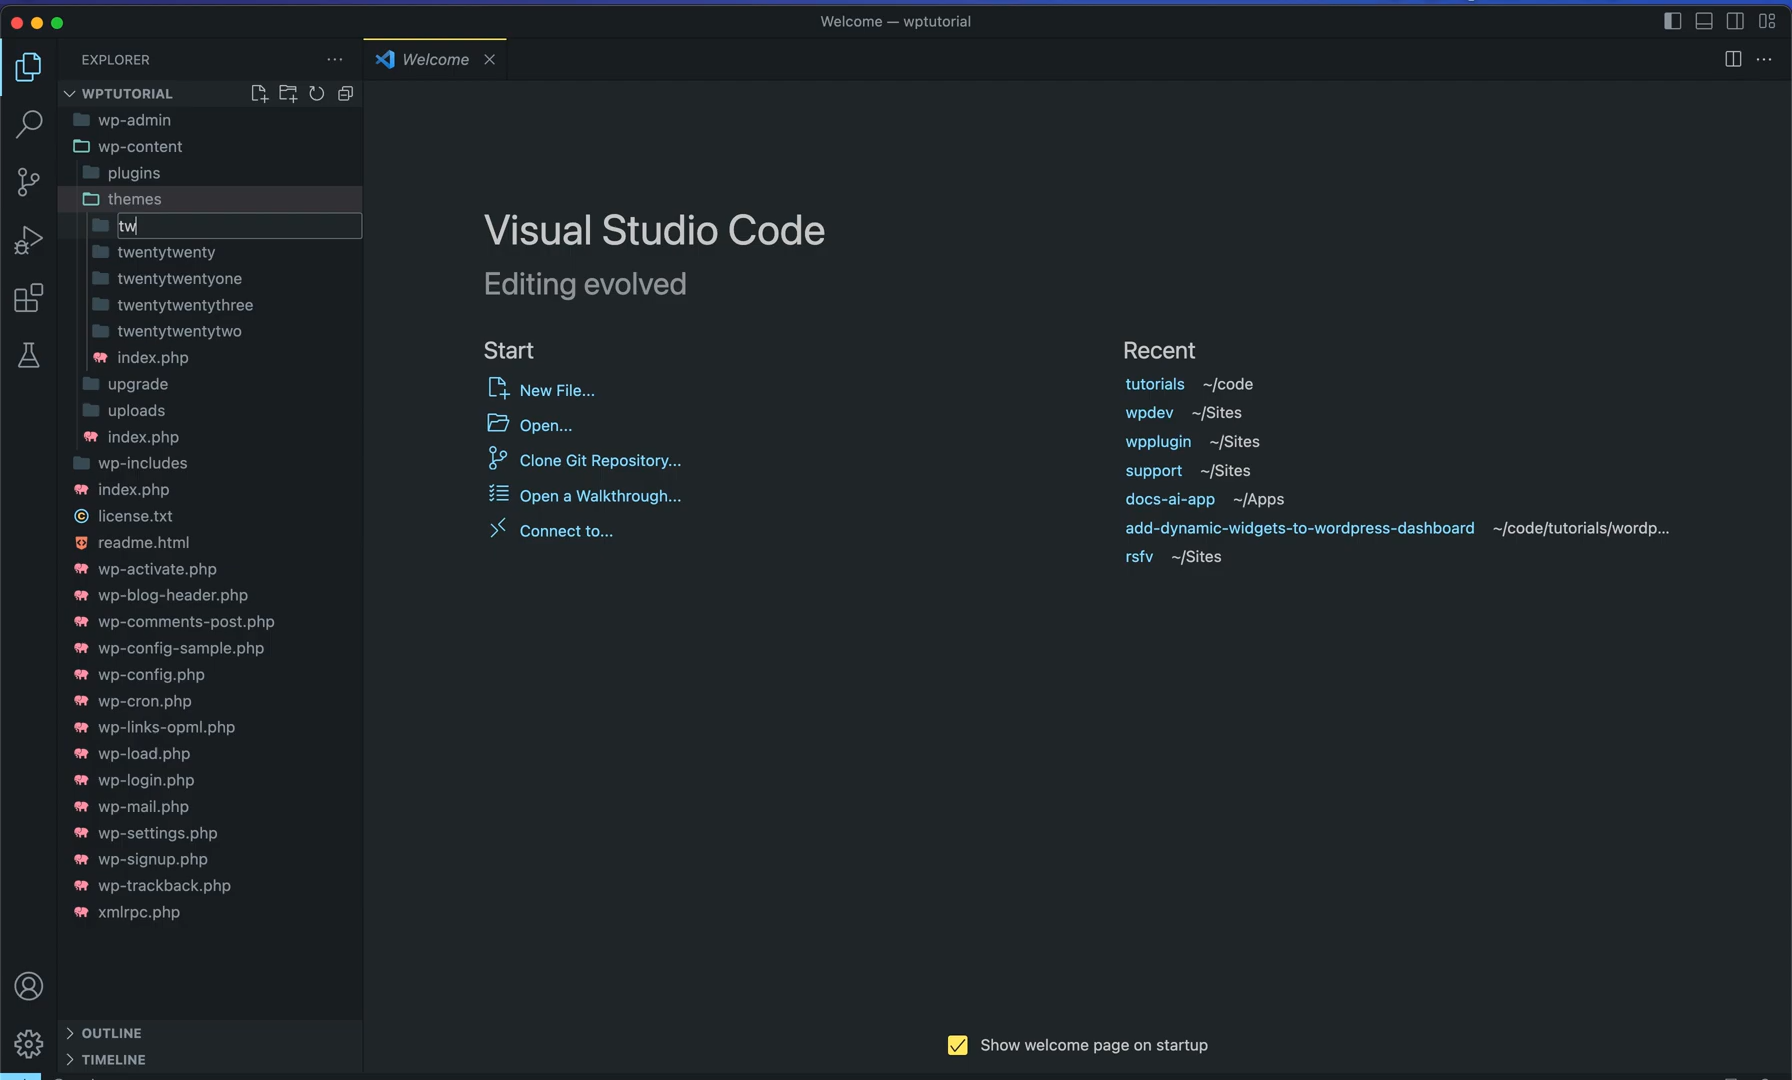 Welcome — wptutorial
EXPLORER
Welcome
WPTUTORIAL
wp-admin
wp-content
plugins
themes
tw
twentytwenty
twentytwentyone
twentytwentythree
twentytwentytwo
index.php
upgrade
uploads
index.php
wp-includes
index.php
license.txt
readme.html
wp-activate.php
wp-blog-header.php
wp-comments-post.php
wp-config-sample.php
wp-config.php
wp-cron.php
wp-links-opml.php
wp-load.php
wp-login.php
wp-mail.php
wp-settings.php
wp-signup.php
wp-trackback.php
xmlrpc.php
OUTLINE
TIMELINE
Visual Studio Code
Editing evolved
Start
New File...
Open...
Clone Git Repository...
Open a Walkthrough...
Connect to...
Recent
tutorials ~/code
wpdev ~/Sites
wpplugin ~/Sites
support ~/Sites
docs-ai-app ~/Apps
add-dynamic-widgets-to-wordpress-dashboard ~/code/tutorials/wordp...
rsfv ~/Sites
Show welcome page on startup